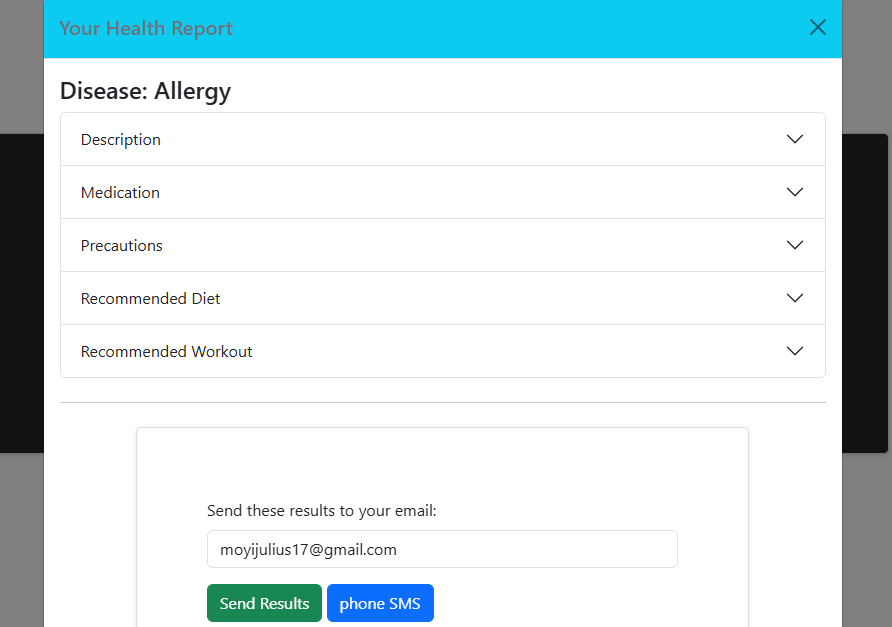 Your Health Report
Disease: Allergy
Description
Medication
Precautions
Recommended Diet
Recommended Workout
Send these results to your email:
moyijulius17@gmail.com
Send Results phone SMS